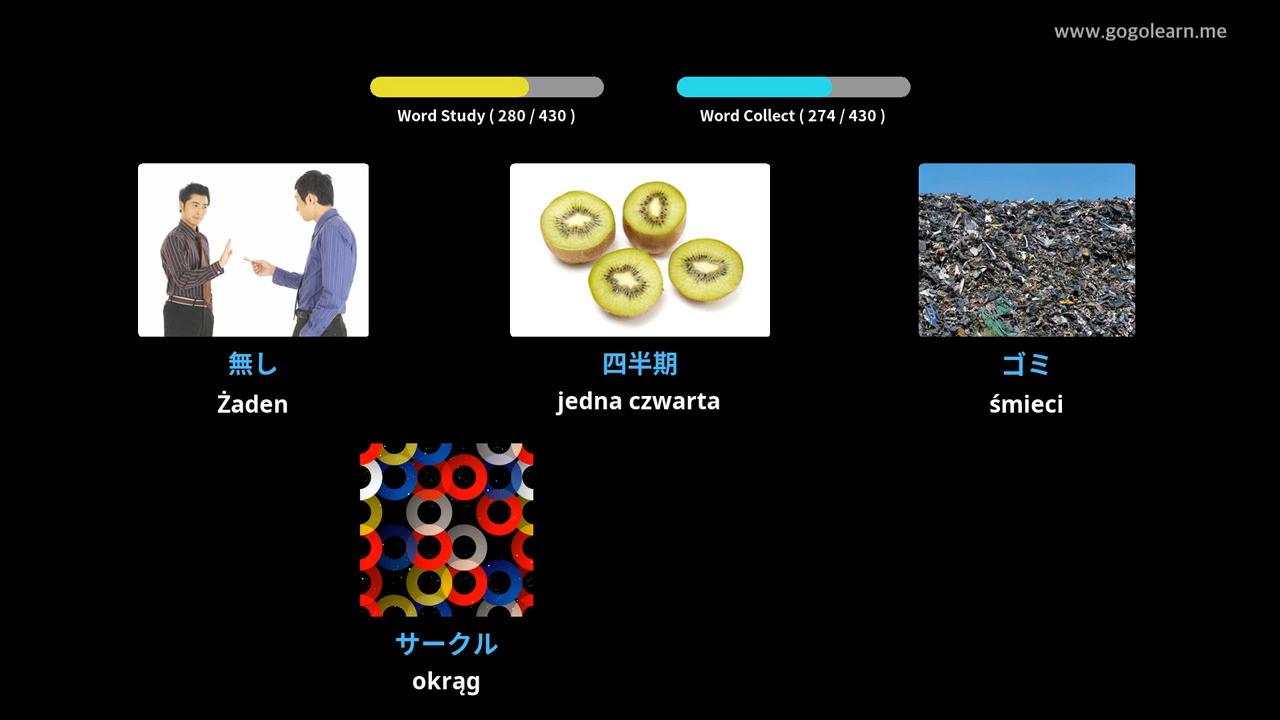 www.gogolearn.me
Word Study ( 280 / 430 )
Word Collect ( 274 / 430 )
無し
Żaden
四半期
jedna czwarta
ゴミ
śmieci
サークル
okrąg